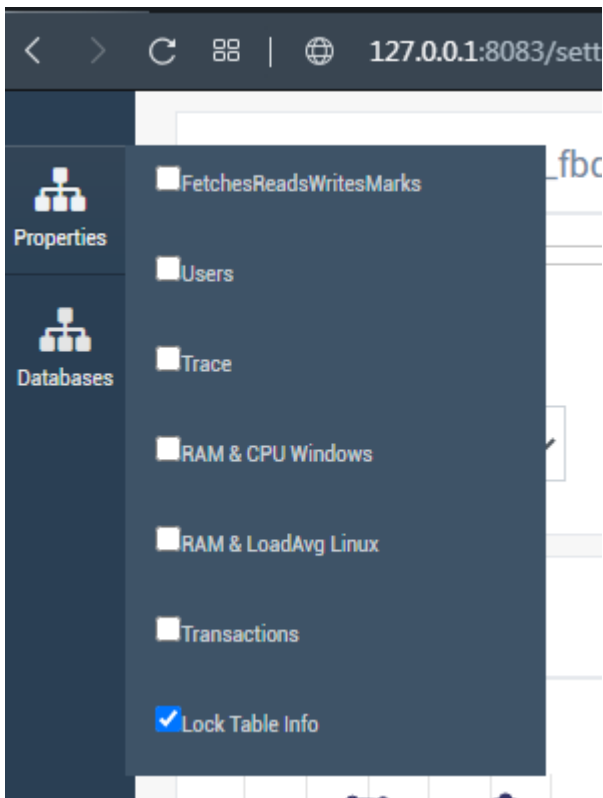 127.0.0.1:8083/sett
_fbc
Properties
Databases
FetchesReadsWritesMarks
Users
Trace
RAM & CPU Windows
RAM & LoadAvg Linux
Transactions
Lock Table Info